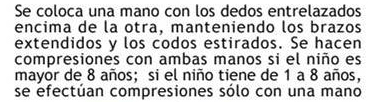 Se coloca una mano con los dedos entrelazados
encima de la otra, manteniendo los brazos
extendidos y los codos estirados. Se hacen
compresiones con ambas manos si el niño es
mayor de 8 años; si el niño tiene de 1 a 8 años,
se efectúan compresiones sólo con una mano